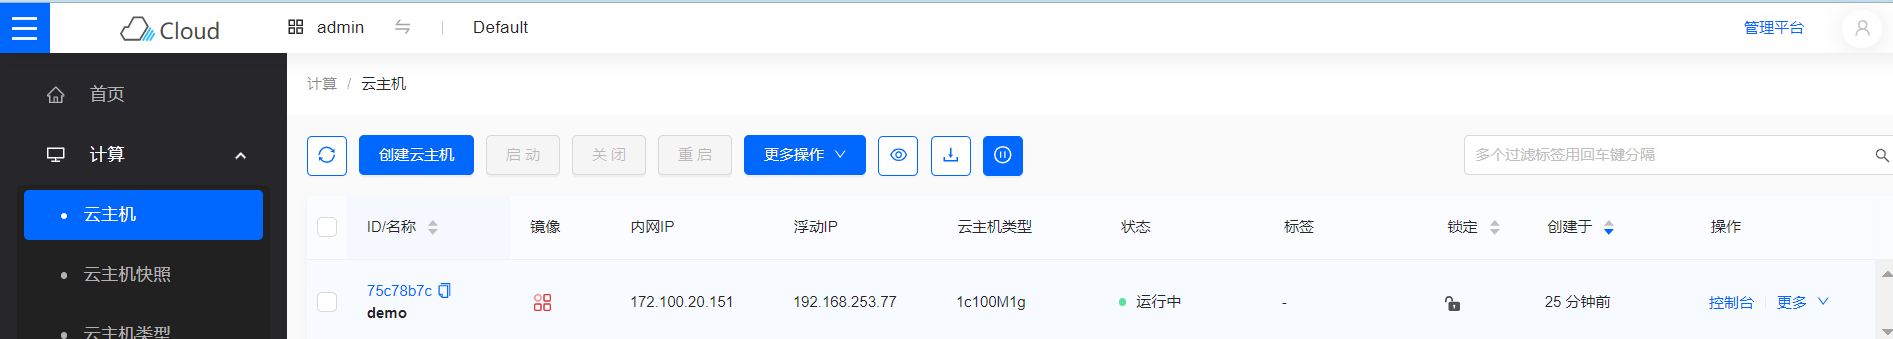 Cloud
admin
Default
管理平台
首页
计算
云主机
云主机快照
云主机类型
计算 / 云主机
创建云主机
启动
关闭
重启
更多操作
多个过滤标签用回车键分隔
ID/名称 镜像 内网IP 浮动IP 云主机类型 状态 标签 锁定 创建于 操作
75c78b7c 172.100.20.151 192.168.253.77 1c100M1g 运行中 - 25 分钟前 控制台 更多
demo